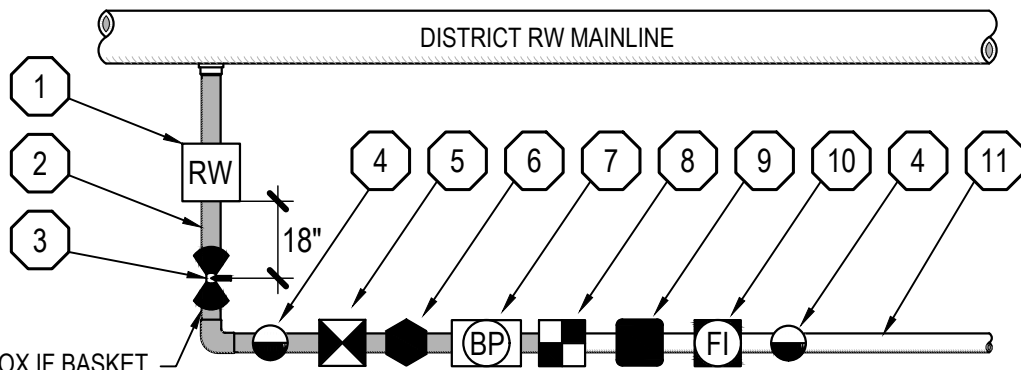 DISTRICT RW MAINLINE
1
2
3
RW
18"
4 5 6 7 8 9 10 4 11
BP FI
OX IF BASKET